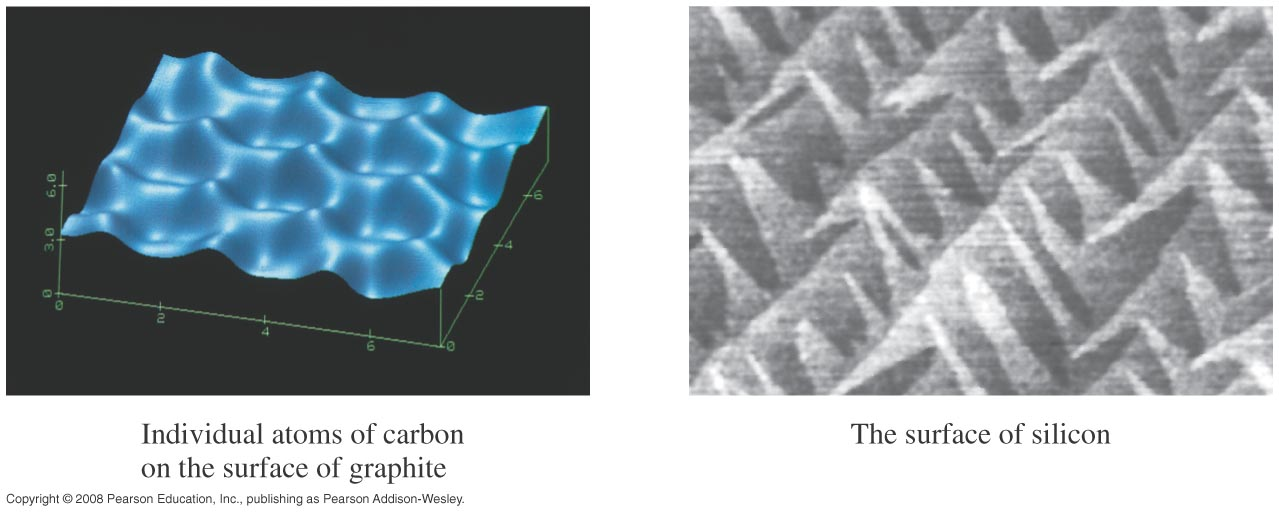 6.0
3.0
0
0
2
4
6
0
2
4
6
Individual atoms of carbon
on the surface of graphite
The surface of silicon
Copyright © 2008 Pearson Education, Inc., publishing as Pearson Addison-Wesley.